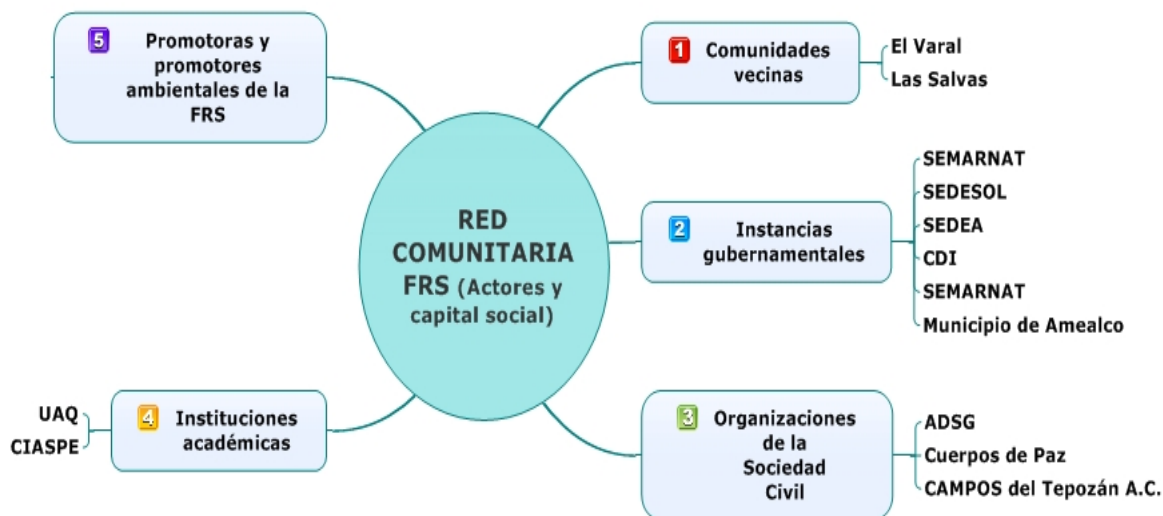 RED
COMUNITARIA
FRS (Actores y
capital social)
1 Comunidades
vecinas
El Varal
Las Salvas
2 Instancias
gubernamentales
SEMARNAT
SEDESOL
SEDEA
CDI
SEMARNAT
Municipio de Amealco
3 Organizaciones
de la
Sociedad
Civil
ADSG
Cuerpos de Paz
CAMPOS del Tepozán A.C.
4 Instituciones
académicas
UAQ
CIASPE
5 Promotoras y
promotores
ambientales de la
FRS